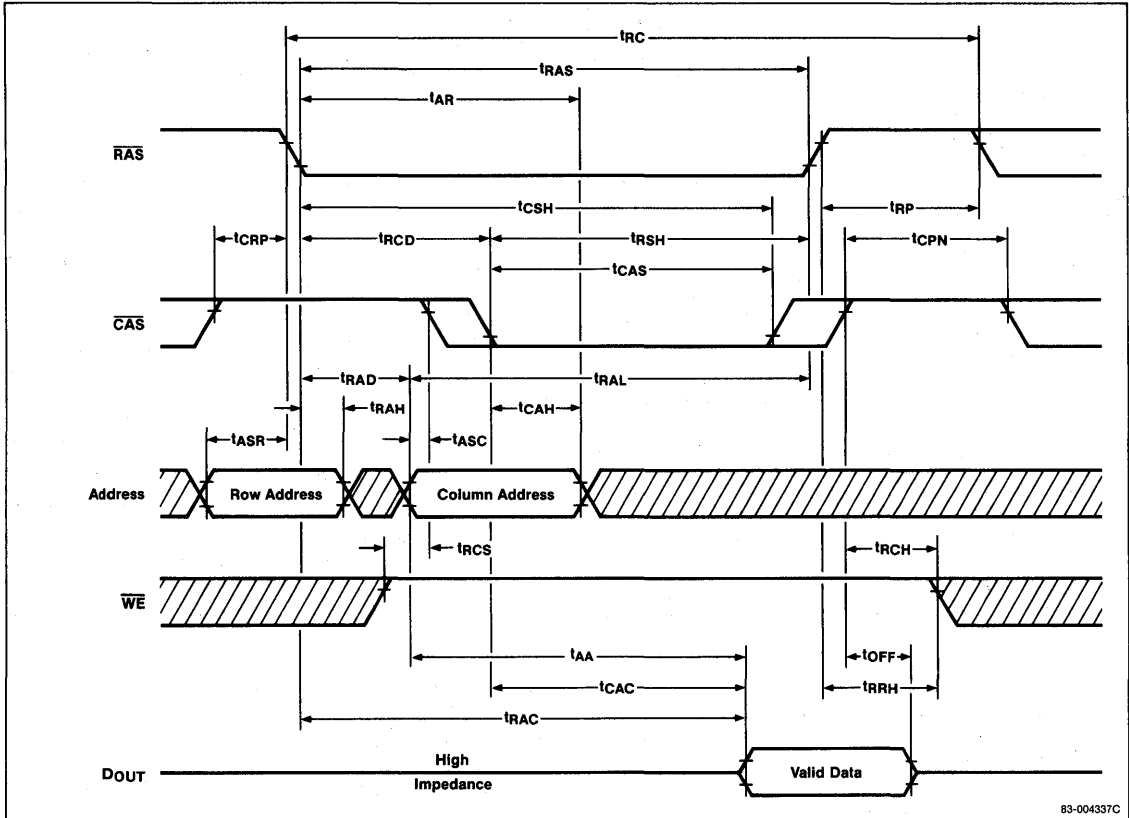 tRC
tRAS
tAR
RAS
tCSH
tRP
tCRP
tRCD
tRSH
tCPN
tCAS
CAS
tRAD
tRAL
tRAH
tCAH
tASR
tASC
Address
Row Address
Column Address
tRCS
tRCH
WE
tAA
tOFF
tCAC
tRRH
tRAC
DOUT
High
Impedance
Valid Data
83-004337C